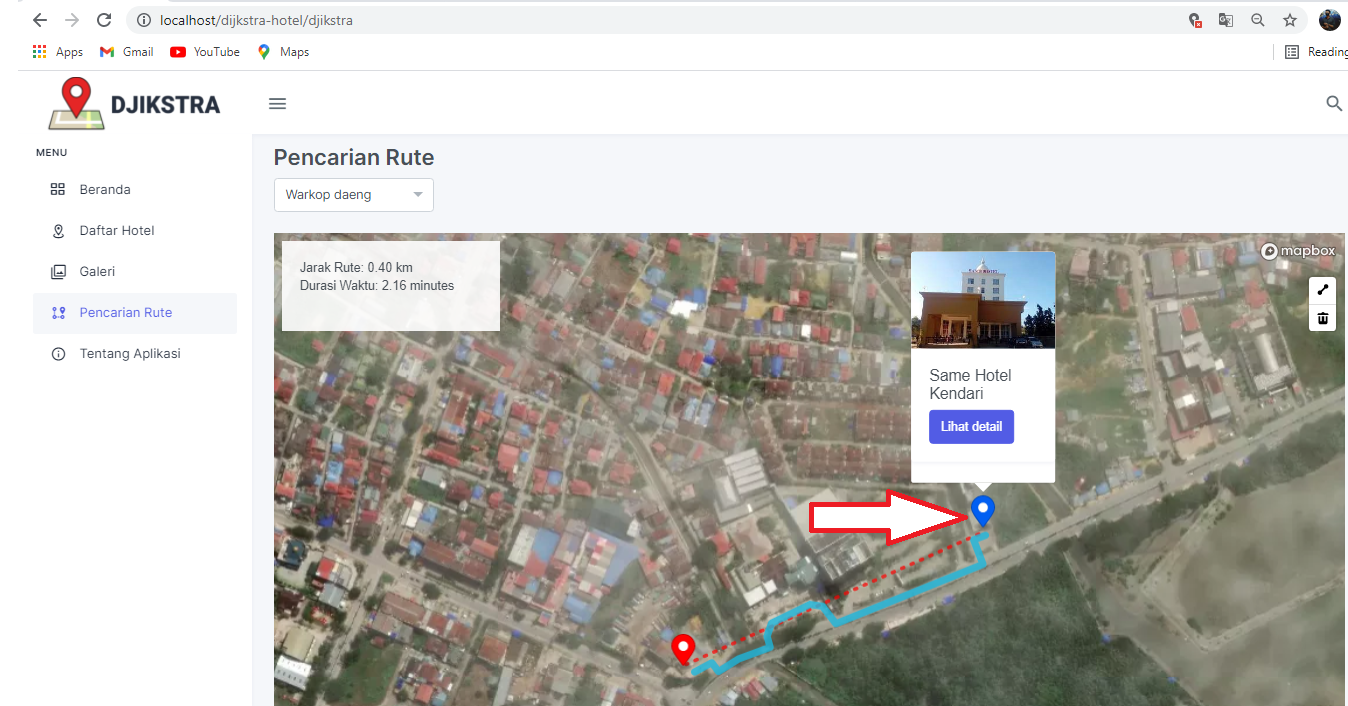 localhost/dijkstra-hotel/djikstra
Apps Gmail YouTube Maps Reading
DJIKSTRA
MENU
Beranda
Daftar Hotel
Galeri
Pencarian Rute
Tentang Aplikasi
Pencarian Rute
Warkop daeng
Jarak Rute: 0.40 km
Durasi Waktu: 2.16 minutes
mapbox
Same Hotel
Kendari
Lihat detail